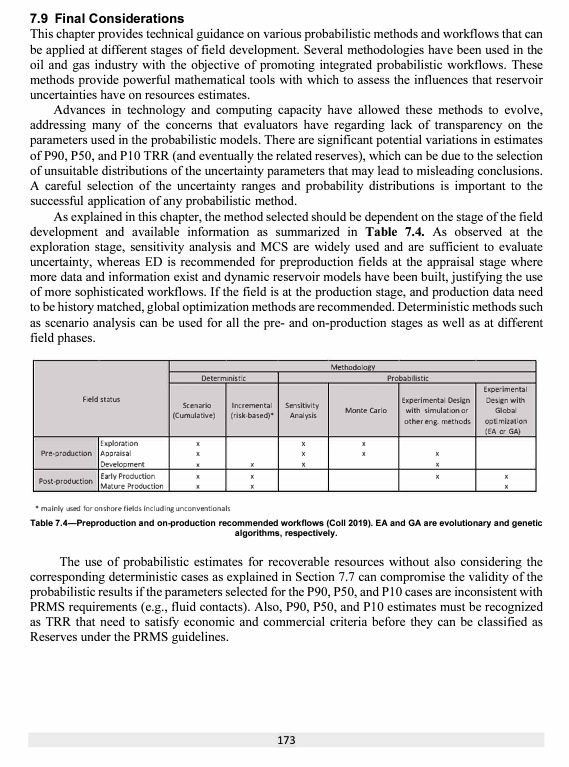 7.9 Final Considerations
This chapter provides technical guidance on various probabilistic methods and workflows that can
be applied at different stages of field development. Several methodologies have been used in the
oil and gas industry with the objective of promoting integrated probabilistic workflows. These
methods provide powerful mathematical tools with which to assess the influences that reservoir
uncertainties have on resources estimates.
Advances in technology and computing capacity have allowed these methods to evolve,
addressing many of the concerns that evaluators have regarding lack of transparency on the
parameters used in the probabilistic models. There are significant potential variations in estimates
of P90, P50, and P10 TRR (and eventually the related reserves), which can be due to the selection
of unsuitable distributions of the uncertainty parameters that may lead to misleading conclusions.
A careful selection of the uncertainty ranges and probability distributions is important to the
successful application of any probabilistic method.
As explained in this chapter, the method selected should be dependent on the stage of the field
development and available information as summarized in Table 7.4. As observed at the
exploration stage, sensitivity analysis and MCS are widely used and are sufficient to evaluate
uncertainty, whereas ED is recommended for preproduction fields at the appraisal stage where
more data and information exist and dynamic reservoir models have been built, justifying the use
of more sophisticated workflows. If the field is at the production stage, and production data need
to be history matched, global optimization methods are recommended. Deterministic methods such
as scenario analysis can be used for all the pre- and on-production stages as well as at different
field phases.
Methodology
Deterministic Probabilistic
Field status
Scenario
(Cumulative)
Incremental
(risk-based)*
Sensitivity
Analysis
Monte Carlo
Experimental Design
with simulation or
other eng. methods
Experimental
Design with
Global
optimization
(EA or GA)
Pre-production
Exploration x x x
Appraisal x x x x
Development x x x x
Post-production
Early Production x x x x
Mature Production x x x
* mainly used for onshore fields including unconventionals
Table 7.4—Preproduction and on-production recommended workflows (Coll 2019). EA and GA are evolutionary and genetic
algorithms, respectively.
The use of probabilistic estimates for recoverable resources without also considering the
corresponding deterministic cases as explained in Section 7.7 can compromise the validity of the
probabilistic results if the parameters selected for the P90, P50, and P10 cases are inconsistent with
PRMS requirements (e.g., fluid contacts). Also, P90, P50, and P10 estimates must be recognized
as TRR that need to satisfy economic and commercial criteria before they can be classified as
Reserves under the PRMS guidelines.
173